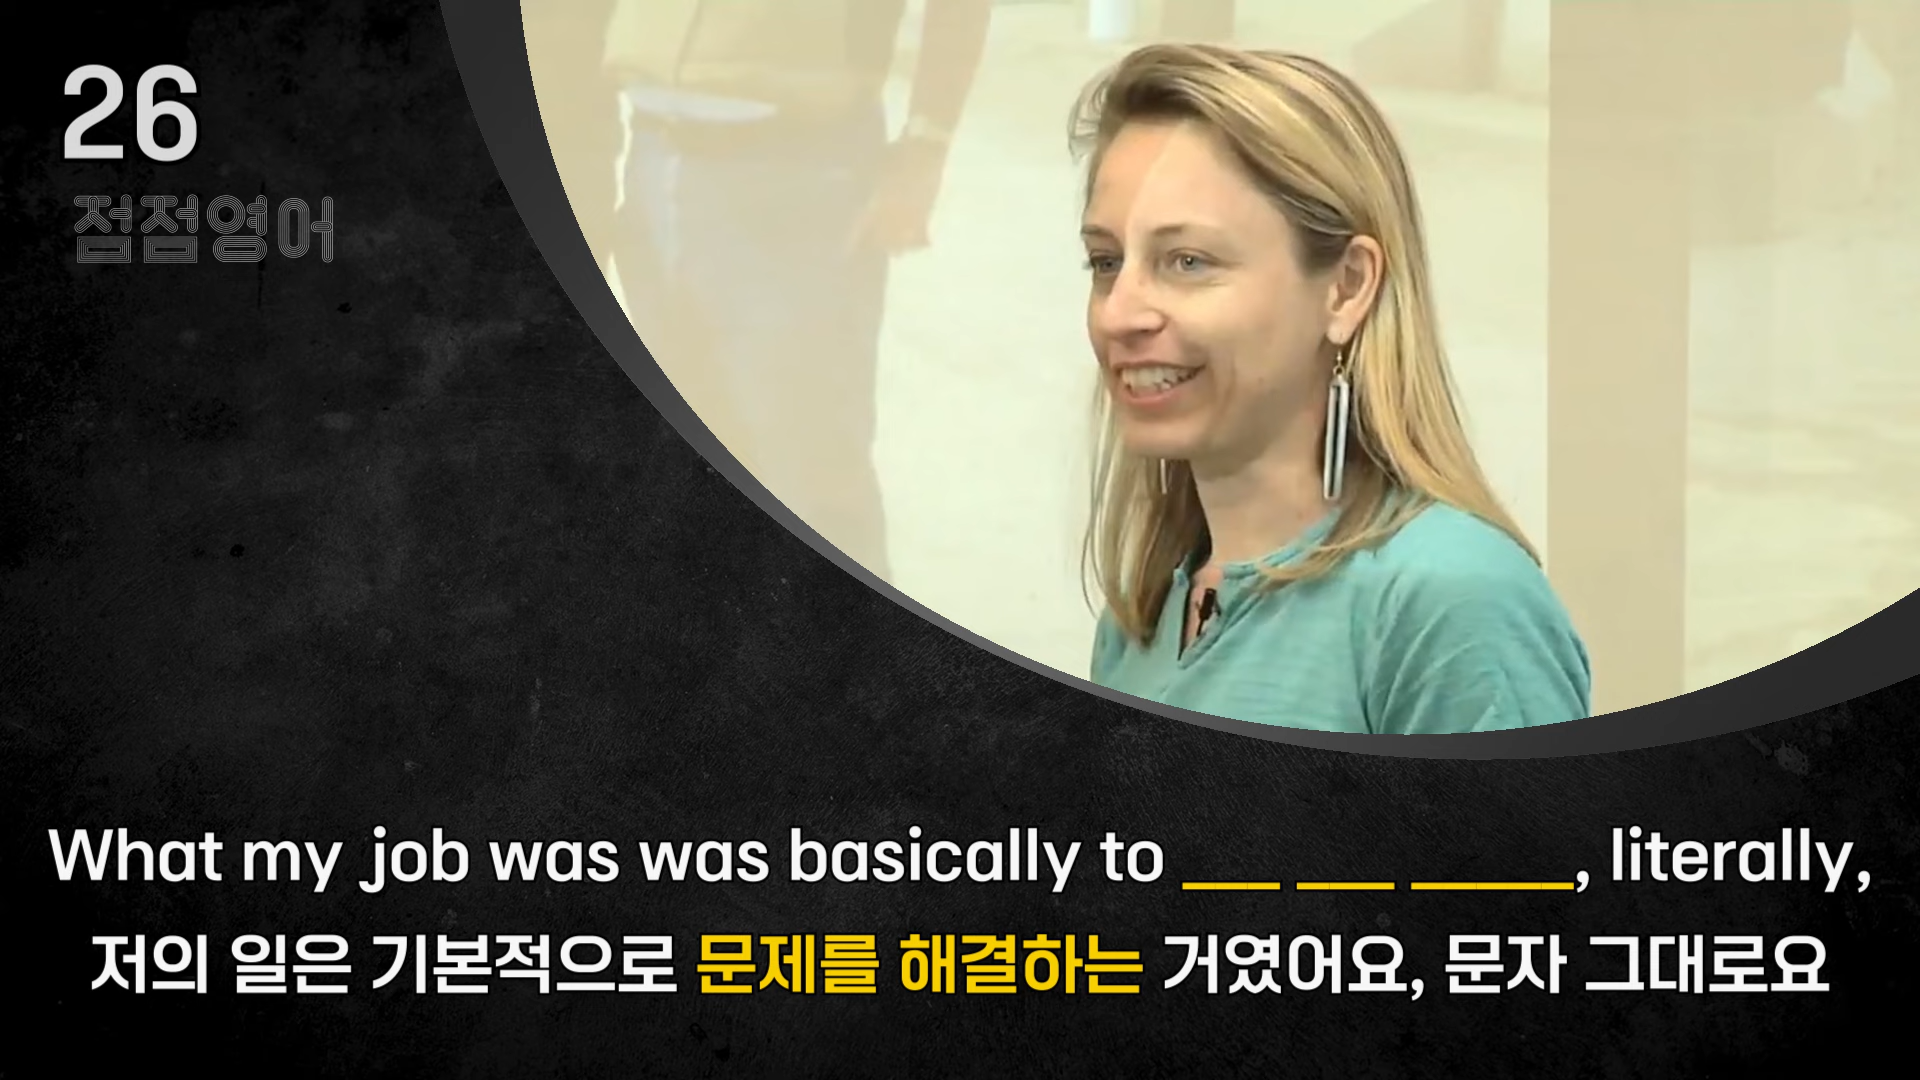 26
점점영어
What my job was was basically to ___ ___ _____, literally,
저의 일은 기본적으로 문제를 해결하는 거였어요, 문자 그대로요